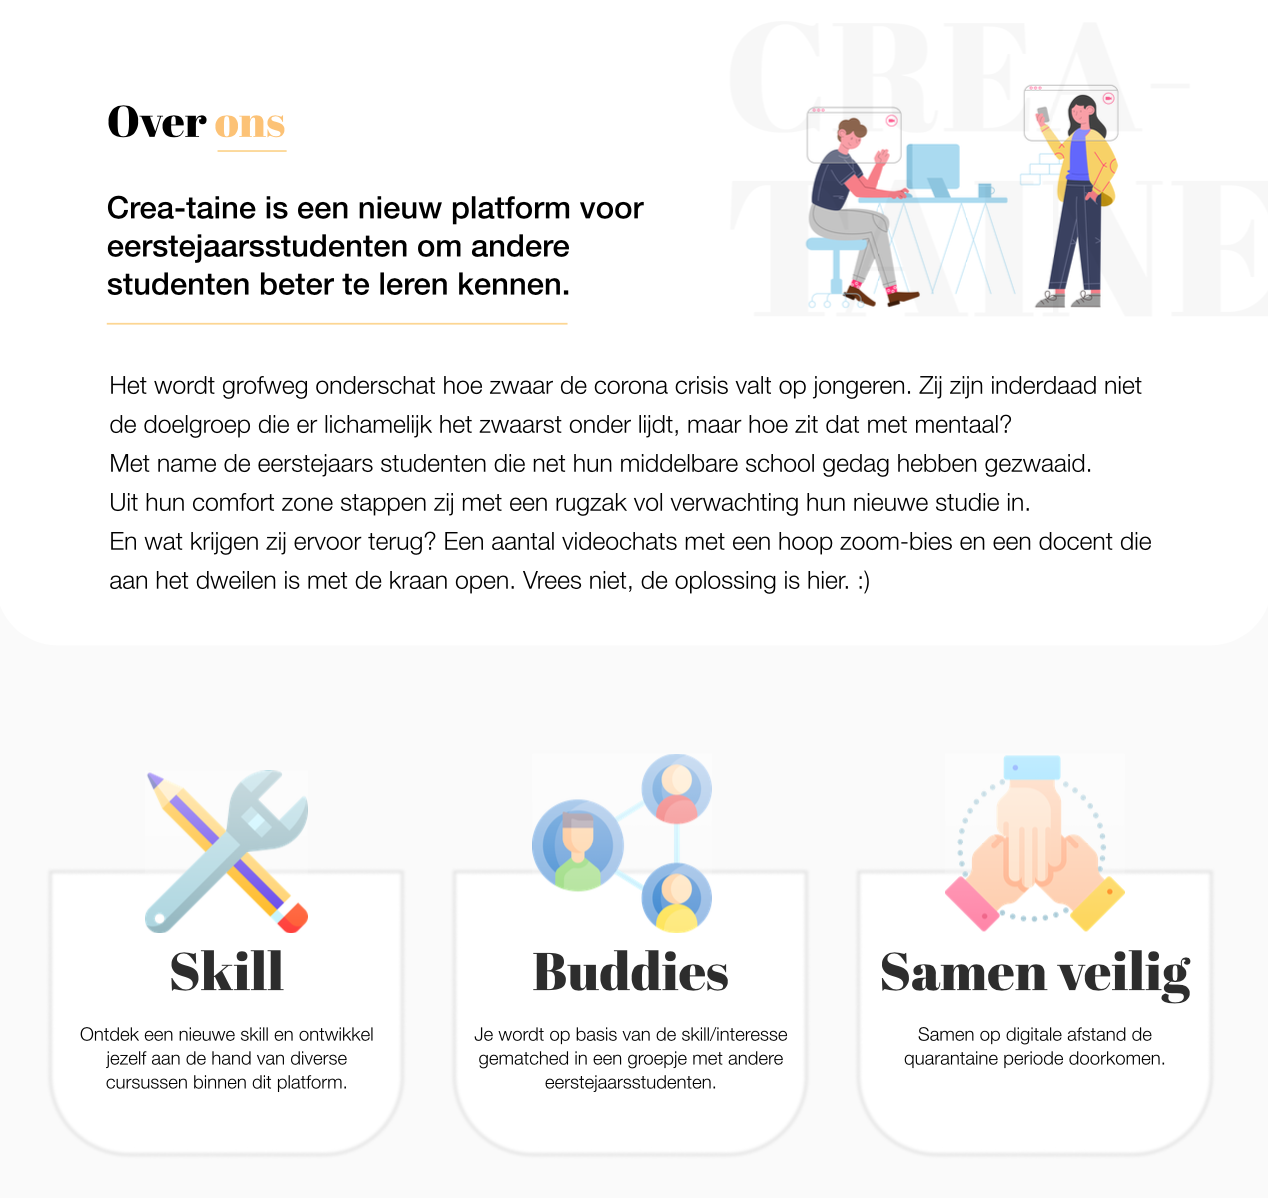 CREA-
TAINE
Over ons
Crea-taine is een nieuw platform voor
eerstejaarsstudenten om andere
studenten beter te leren kennen.
Het wordt grofweg onderschat hoe zwaar de corona crisis valt op jongeren. Zij zijn inderdaad niet
de doelgroep die er lichamelijk het zwaarst onder lijdt, maar hoe zit dat met mentaal?
Met name de eerstejaars studenten die net hun middelbare school gedag hebben gezwaaid.
Uit hun comfort zone stappen zij met een rugzak vol verwachting hun nieuwe studie in.
En wat krijgen zij ervoor terug? Een aantal videochats met een hoop zoom-bies en een docent die
aan het dweilen is met de kraan open. Vrees niet, de oplossing is hier. :)
Skill
Ontdek een nieuwe skill en ontwikkel
jezelf aan de hand van diverse
cursussen binnen dit platform.
Buddies
Je wordt op basis van de skill/interesse
gematched in een groepje met andere
eerstejaarsstudenten.
Samen veilig
Samen op digitale afstand de
quarantaine periode doorkomen.